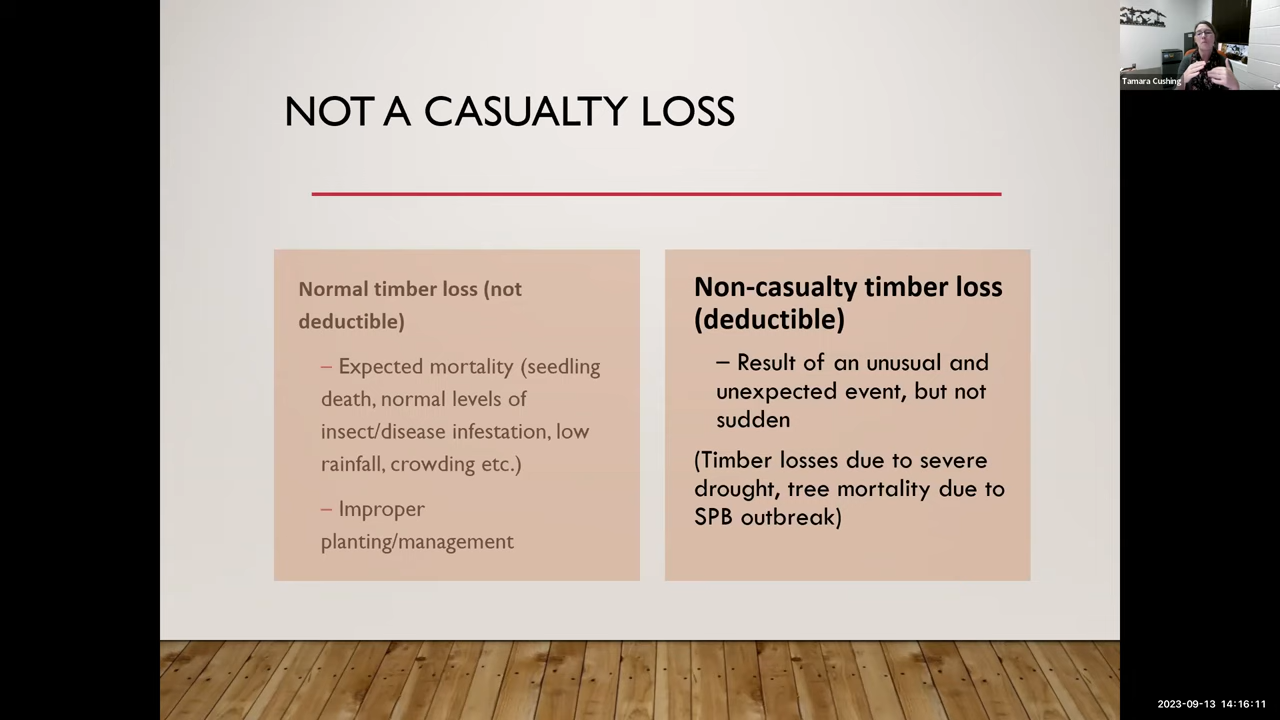 NOT A CASUALTY LOSS
Normal timber loss (not
deductible)
– Expected mortality (seedling
death, normal levels of
insect/disease infestation, low
rainfall, crowding etc.)
– Improper
planting/management
Non-casualty timber loss
(deductible)
– Result of an unusual and
unexpected event, but not
sudden
(Timber losses due to severe
drought, tree mortality due to
SPB outbreak)
Tamara Cushing
2023-09-13 14:16:11